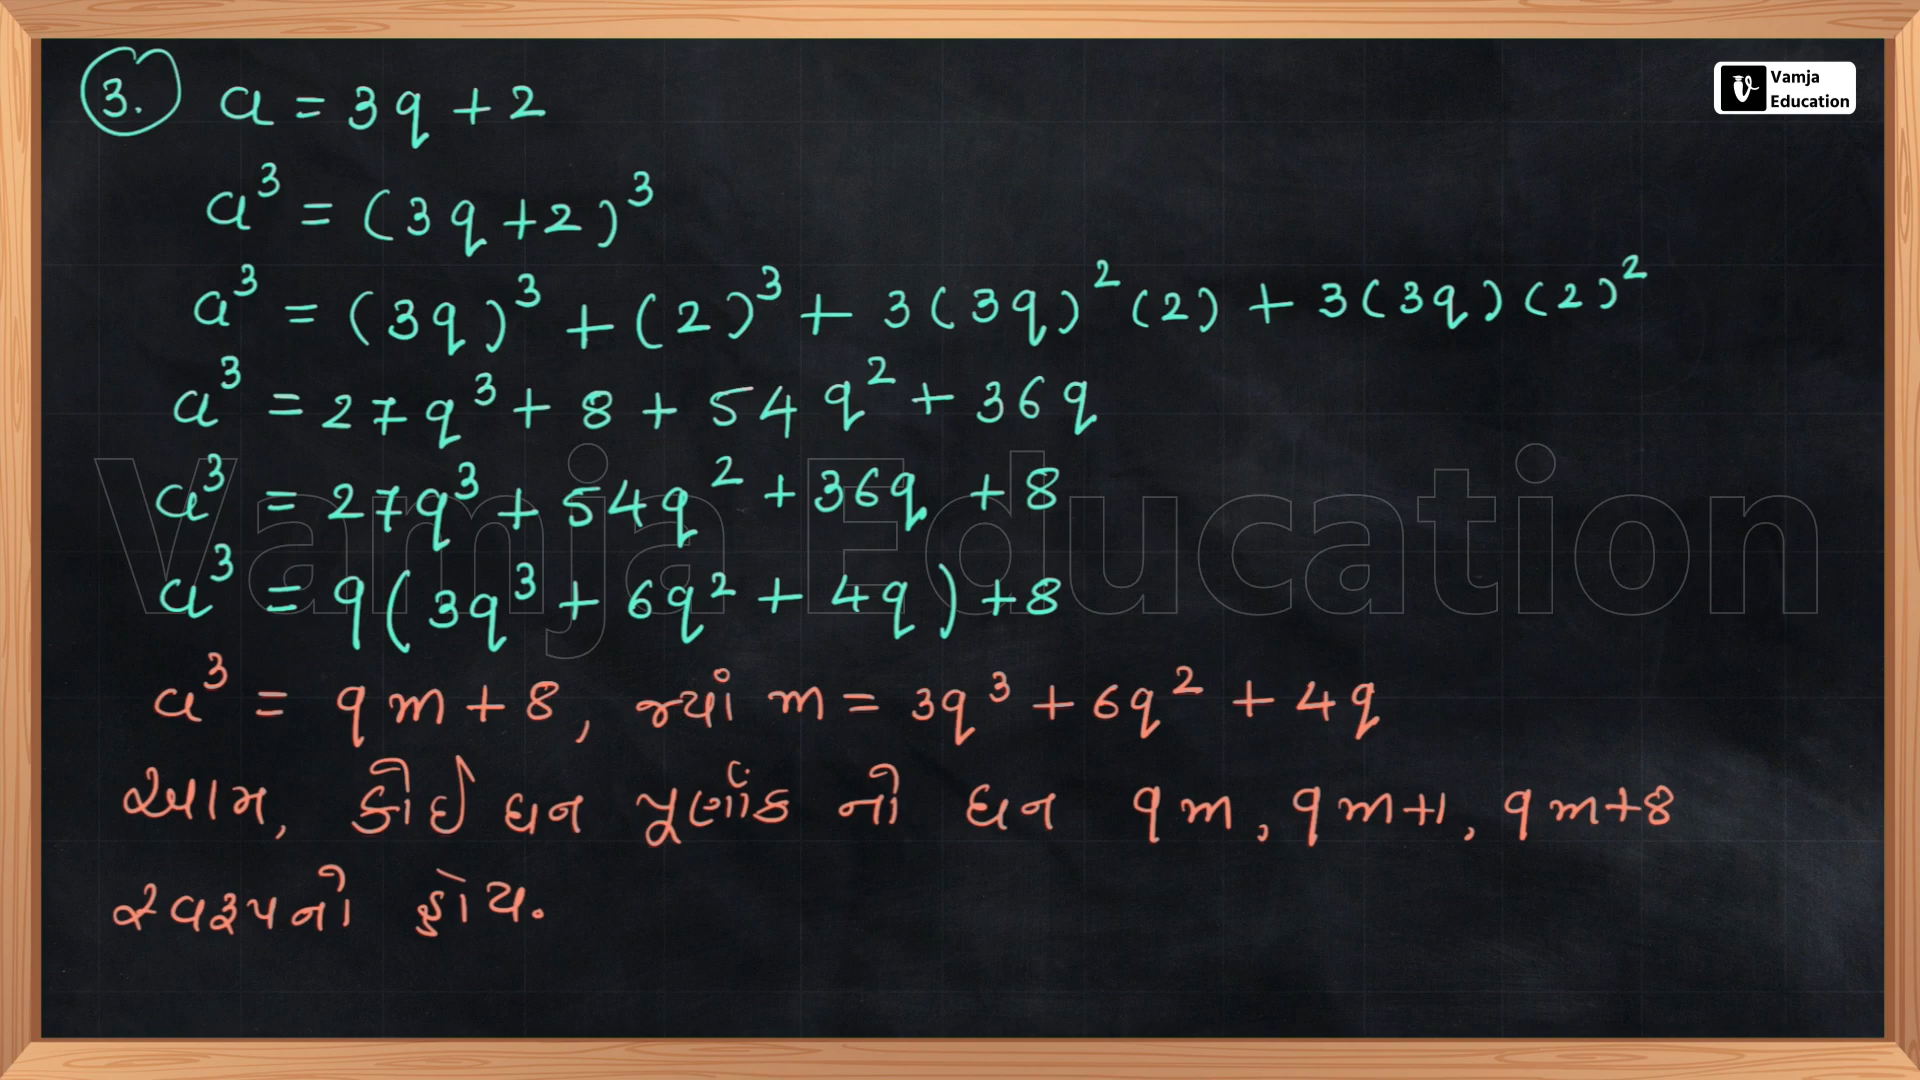 3. a = 3q + 2
Vamja
Education
a³ = (3q + 2)³
a³ = (3q)³ + (2)³ + 3(3q)²(2) + 3(3q)(2)²
a³ = 27q³ + 8 + 54q² + 36q
a³ = 27q³ + 54q² + 36q + 8
a³ = 9(3q³ + 6q² + 4q) + 8
Vamja Education
a³ = 9m + 8, જ્યાં m = 3q³ + 6q² + 4q
આમ, કોઈ ઘન પૂર્ણાંક નો ઘન 9m, 9m+1, 9m+8
સ્વરૂપનો હોય.